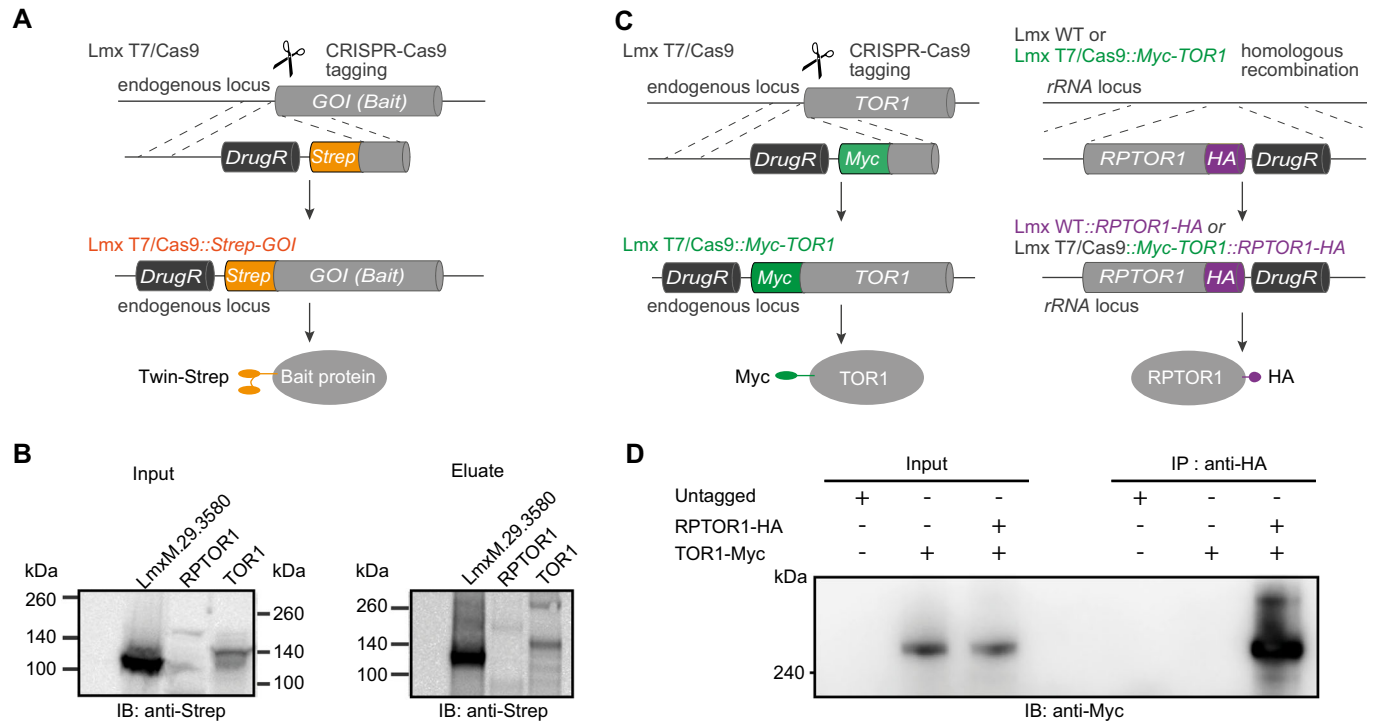 A
Lmx T7/Cas9
CRISPR-Cas9
tagging
endogenous locus
GOI (Bait)
DrugR
Strep
Lmx T7/Cas9::Strep-GOI
DrugR
Strep
GOI (Bait)
endogenous locus
Twin-Strep
Bait protein
B
Input
LmxM.29.3580
RPTOR1
TOR1
kDa
260
140
100
kDa
260
140
100
IB: anti-Strep
Eluate
LmxM.29.3580
RPTOR1
TOR1
kDa
260
140
100
IB: anti-Strep
C
Lmx T7/Cas9
CRISPR-Cas9
tagging
endogenous locus
TOR1
DrugR
Myc
Lmx T7/Cas9::Myc-TOR1
DrugR
Myc
TOR1
endogenous locus
Myc
TOR1
Lmx WT or
Lmx T7/Cas9::Myc-TOR1
homologous
recombination
rRNA locus
RPTOR1
HA
DrugR
Lmx WT::RPTOR1-HA or
Lmx T7/Cas9::Myc-TOR1::RPTOR1-HA
RPTOR1
HA
DrugR
rRNA locus
RPTOR1
HA
D
Input
IP : anti-HA
Untagged + - - + - -
RPTOR1-HA - - + - - +
TOR1-Myc - + + - + +
kDa
240
IB: anti-Myc